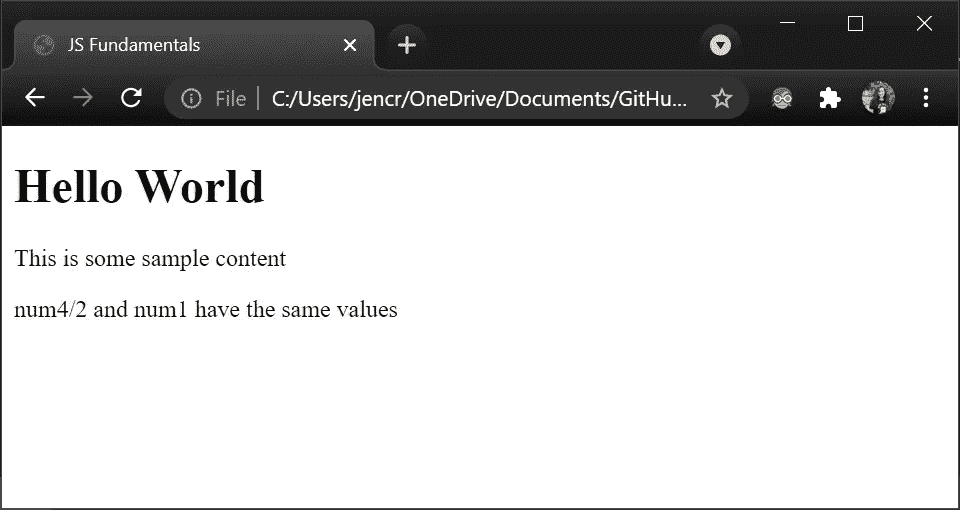 JS Fundamentals
File | C:/Users/jencr/OneDrive/Documents/GitHu...
Hello World
This is some sample content
num4/2 and num1 have the same values